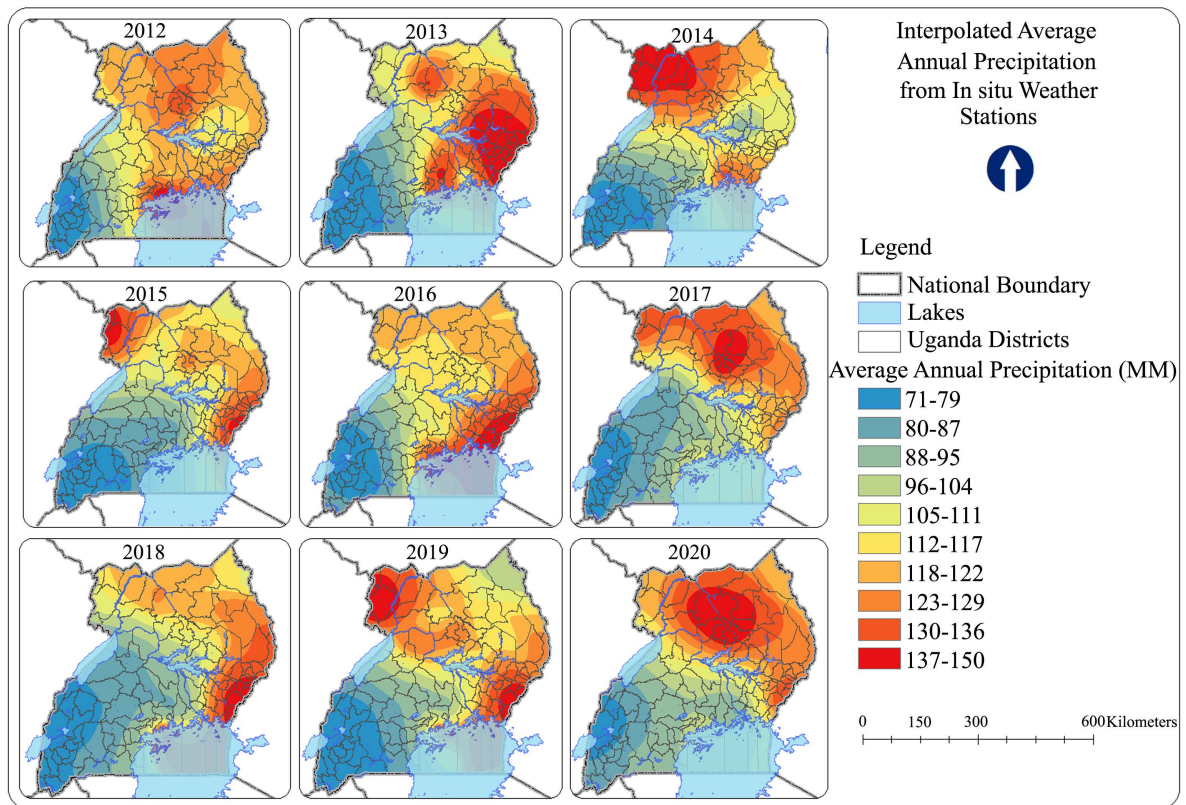 2012
2013
2014
Interpolated Average
Annual Precipitation
from In situ Weather
Stations
Legend
National Boundary
Lakes
Uganda Districts
Average Annual Precipitation (MM)
71-79
80-87
88-95
96-104
105-111
112-117
118-122
123-129
130-136
137-150
0 150 300 600 Kilometers
2015
2016
2017
2018
2019
2020